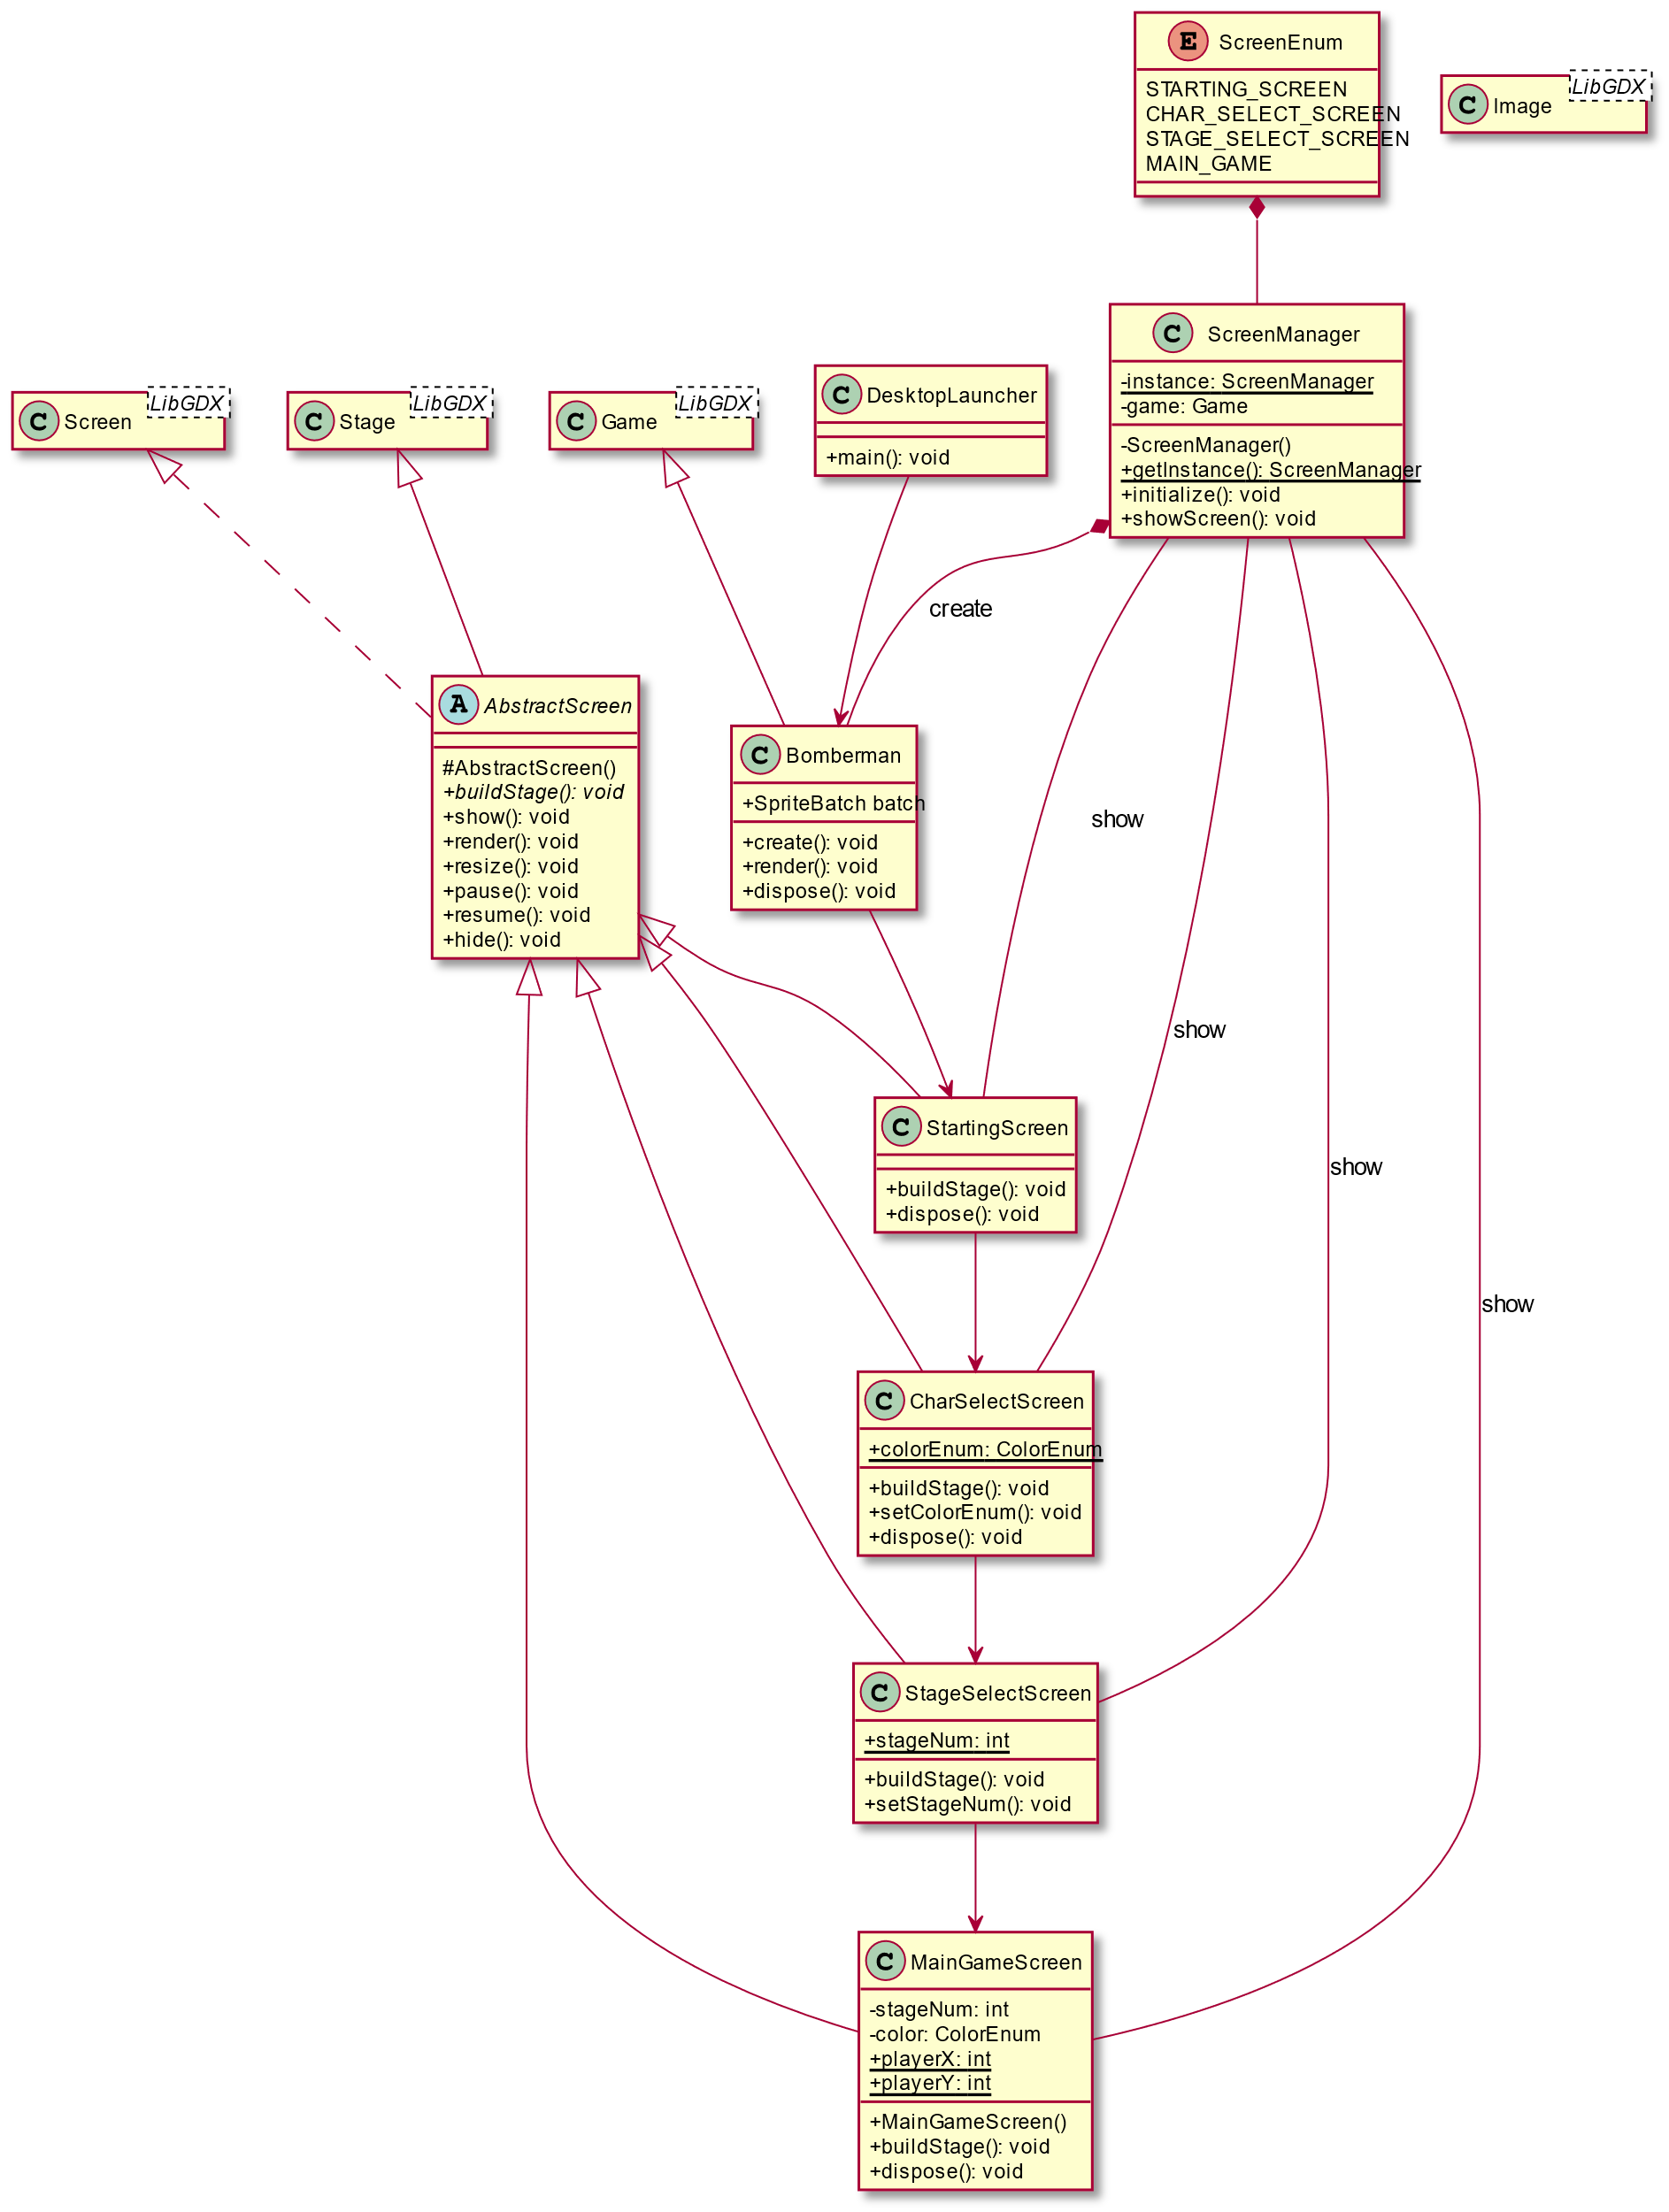 E ScreenEnum
STARTING_SCREEN
CHAR_SELECT_SCREEN
STAGE_SELECT_SCREEN
MAIN_GAME
C Image
LibGDX
C ScreenManager
-instance: ScreenManager
-game: Game
-ScreenManager()
+getInstance(): ScreenManager
+initialize(): void
+showScreen(): void
C Screen
LibGDX
C Stage
LibGDX
C Game
LibGDX
C DesktopLauncher
+main(): void
create
A AbstractScreen
#AbstractScreen()
+buildStage(): void
+show(): void
+render(): void
+resize(): void
+pause(): void
+resume(): void
+hide(): void
C Bomberman
+SpriteBatch batch
+create(): void
+render(): void
+dispose(): void
show
show
show
show
C StartingScreen
+buildStage(): void
+dispose(): void
C CharSelectScreen
+colorEnum: ColorEnum
+buildStage(): void
+setColorEnum(): void
+dispose(): void
C StageSelectScreen
+stageNum: int
+buildStage(): void
+setStageNum(): void
C MainGameScreen
-stageNum: int
-color: ColorEnum
+playerX: int
+playerY: int
+MainGameScreen()
+buildStage(): void
+dispose(): void